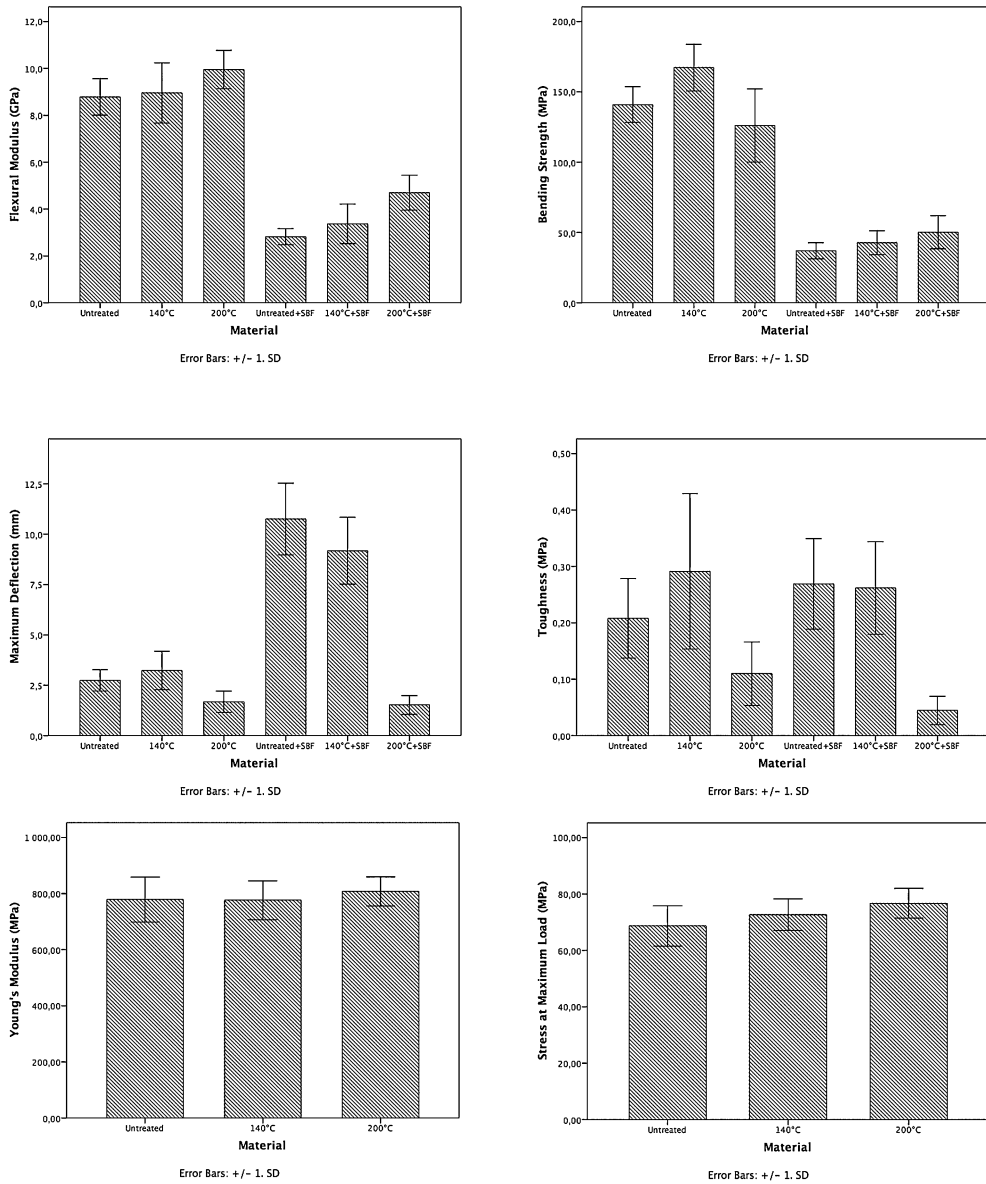 Flexural Modulus (GPa)
12,0
10,0
8,0
6,0
4,0
2,0
0,0
Untreated 140°C 200°C Untreated+SBF 140°C+SBF 200°C+SBF
Material
Error Bars: +/- 1. SD
Bending Strength (MPa)
200,0
150,0
100,0
50,0
0,0
Untreated 140°C 200°C Untreated+SBF 140°C+SBF 200°C+SBF
Material
Error Bars: +/- 1. SD
Maximum Deflection (mm)
12,5
10,0
7,5
5,0
2,5
0,0
Untreated 140°C 200°C Untreated+SBF 140°C+SBF 200°C+SBF
Material
Error Bars: +/- 1. SD
Toughness (MPa)
0,50
0,40
0,30
0,20
0,10
0,00
Untreated 140°C 200°C Untreated+SBF 140°C+SBF 200°C+SBF
Material
Error Bars: +/- 1. SD
Young's Modulus (MPa)
1 000,00
800,00
600,00
400,00
200,00
0,00
Untreated 140°C 200°C
Material
Error Bars: +/- 1. SD
Stress at Maximum Load (MPa)
100,00
80,00
60,00
40,00
20,00
0,00
Untreated 140°C 200°C
Material
Error Bars: +/- 1. SD